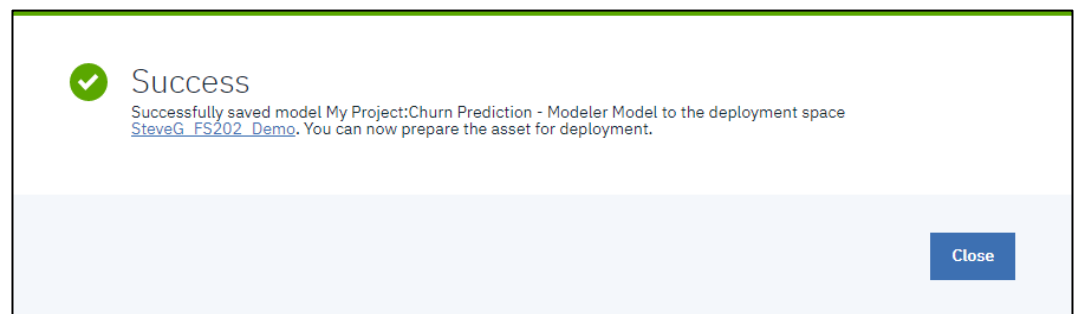 Success
Successfully saved model My Project:Churn Prediction - Modeler Model to the deployment space
SteveG_FS202_Demo. You can now prepare the asset for deployment.
Close